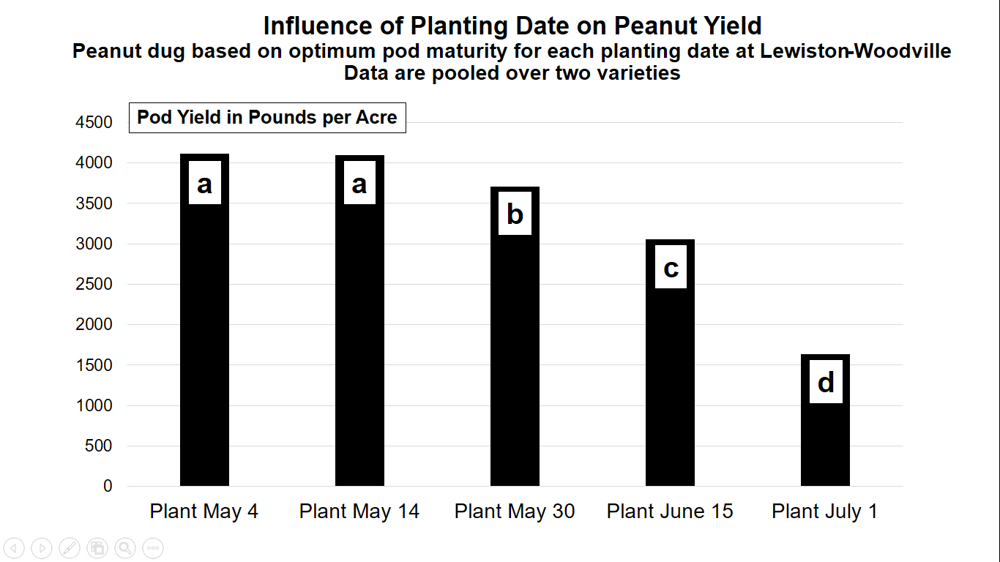 Influence of Planting Date on Peanut Yield
Peanut dug based on optimum pod maturity for each planting date at Lewiston-Woodville
Data are pooled over two varieties
Pod Yield in Pounds per Acre
4500
4000
3500
3000
2500
2000
1500
1000
500
0
a
a
b
c
d
Plant May 4
Plant May 14
Plant May 30
Plant June 15
Plant July 1